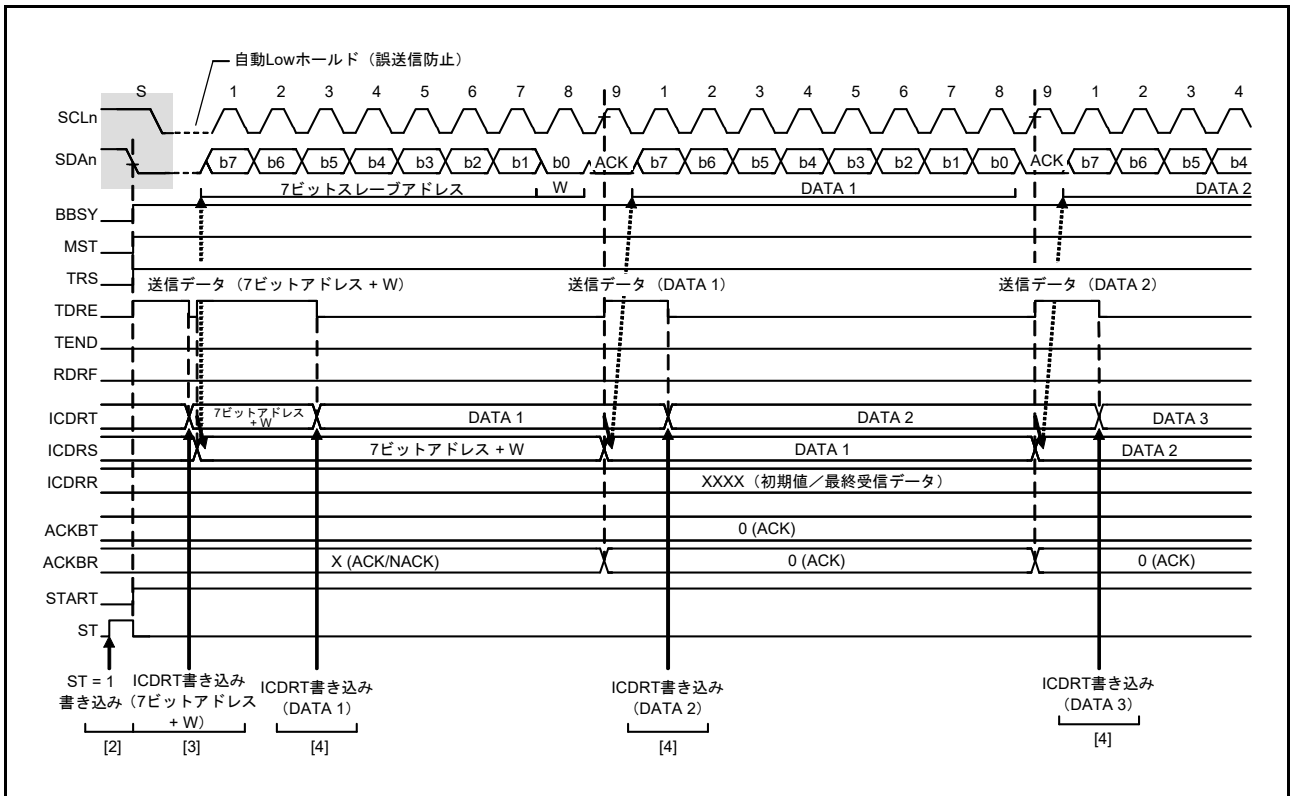 自動Lowホールド（誤送信防止）
S 1 2 3 4 5 6 7 8 9 1 2 3 4 5 6 7 8 9 1 2 3 4
SCLn
SDAn b7 b6 b5 b4 b3 b2 b1 b0 ACK b7 b6 b5 b4 b3 b2 b1 b0 ACK b7 b6 b5 b4
7ビットスレーブアドレス W DATA 1 DATA 2
BBSY
MST
TRS
送信データ（7ビットアドレス + W） 送信データ（DATA 1） 送信データ（DATA 2）
TDRE
TEND
RDRF
ICDRT 7ビットアドレス + W DATA 1 DATA 2 DATA 3
ICDRS 7ビットアドレス + W DATA 1 DATA 2
ICDRR XXXX（初期値／最終受信データ）
ACKBT 0 (ACK)
ACKBR X (ACK/NACK) 0 (ACK) 0 (ACK)
START
ST
ST = 1
書き込み
ICDRT書き込み
（7ビットアドレス
+ W）
ICDRT書き込み
（DATA 1）
ICDRT書き込み
（DATA 2）
ICDRT書き込み
（DATA 3）
[2] [3] [4] [4] [4]